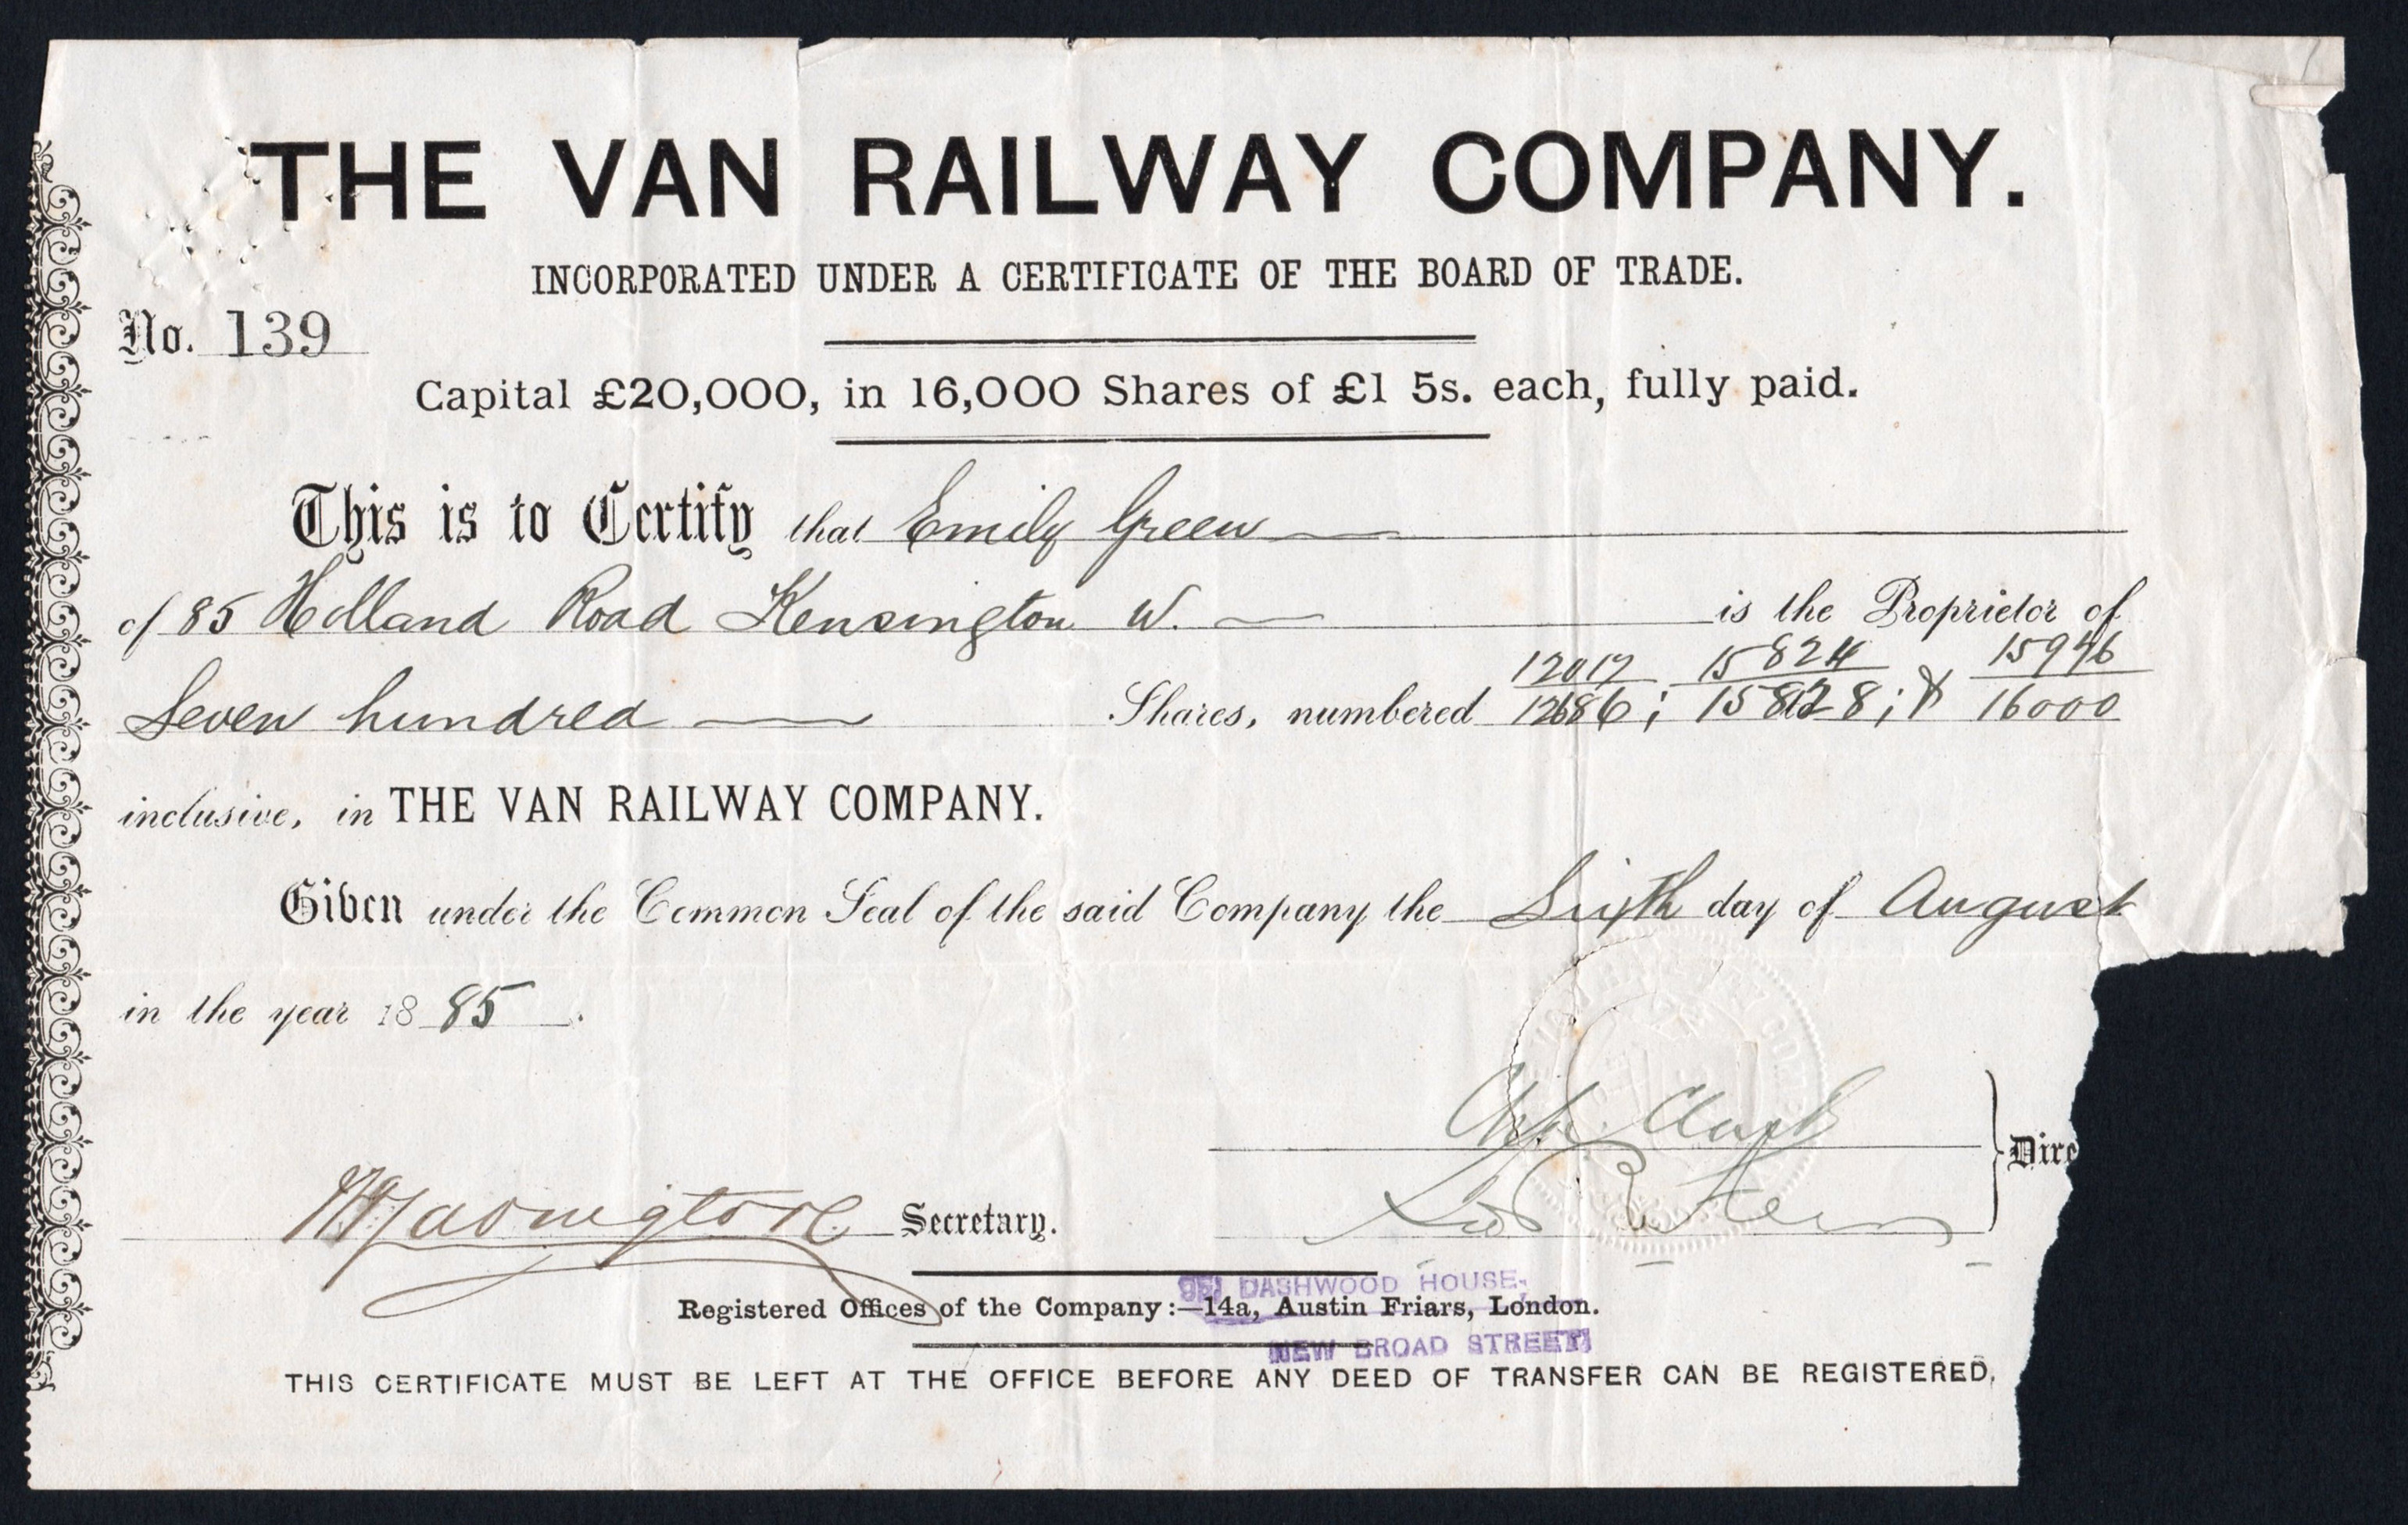 THE VAN RAILWAY COMPANY.
INCORPORATED UNDER A CERTIFICATE OF THE BOARD OF TRADE.
No. 139
Capital £20,000, in 16,000 Shares of £1 5s. each, fully paid.
This is to Certify that Emily Green
of 85 Holland Road Kensington W. is the Proprietor of
12017 15824 15976
Seven hundred Shares, numbered 12686; 15828; & 16000
inclusive, in THE VAN RAILWAY COMPANY.
Given under the Common Seal of the said Company the Sixth day of August
in the year 1885.
Clark
Dire
Secretary.
DASHWOOD HOUSE,
Registered Offices of the Company:—14a, Austin Friars, London.
NEW BROAD STREET
THIS CERTIFICATE MUST BE LEFT AT THE OFFICE BEFORE ANY DEED OF TRANSFER CAN BE REGISTERED.